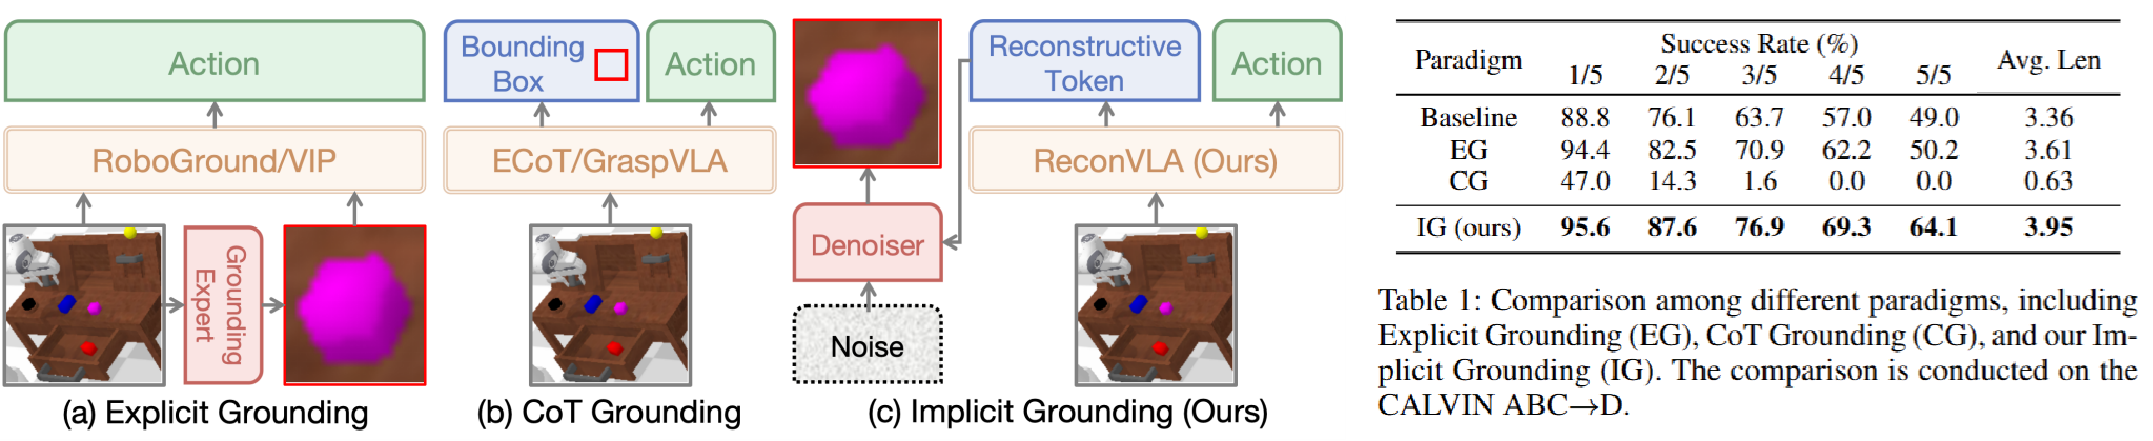 Action
RoboGround/VIP
Grounding
Expert
(a) Explicit Grounding
Bounding
Box
Action
ECoT/GraspVLA
(b) CoT Grounding
Reconstructive
Token
Action
ReconVLA (Ours)
Denoiser
Noise
(c) Implicit Grounding (Ours)
Paradigm Success Rate (%) Avg. Len
1/5 2/5 3/5 4/5 5/5
Baseline 88.8 76.1 63.7 57.0 49.0 3.36
EG 94.4 82.5 70.9 62.2 50.2 3.61
CG 47.0 14.3 1.6 0.0 0.0 0.63
IG (ours) 95.6 87.6 76.9 69.3 64.1 3.95
Table 1: Comparison among different paradigms, including
Explicit Grounding (EG), CoT Grounding (CG), and our Im-
plicit Grounding (IG). The comparison is conducted on the
CALVIN ABC→D.